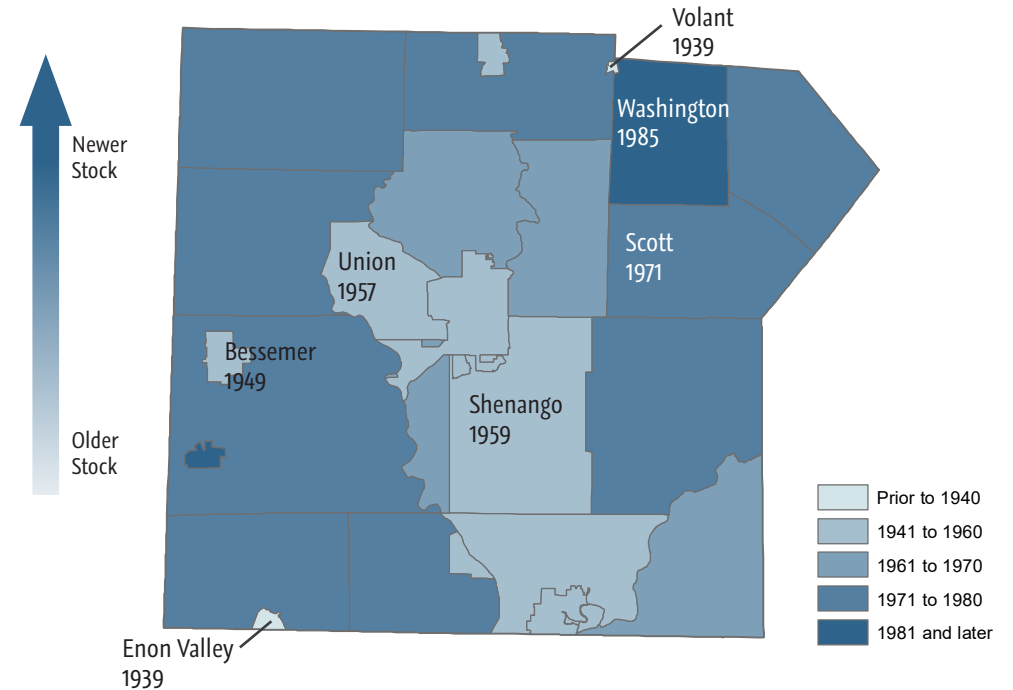 Volant
1939
Newer
Stock
Washington
1985
Scott
1971
Union
1957
Bessemer
1949
Shenango
1959
Older
Stock
Prior to 1940
1941 to 1960
1961 to 1970
1971 to 1980
1981 and later
Enon Valley
1939